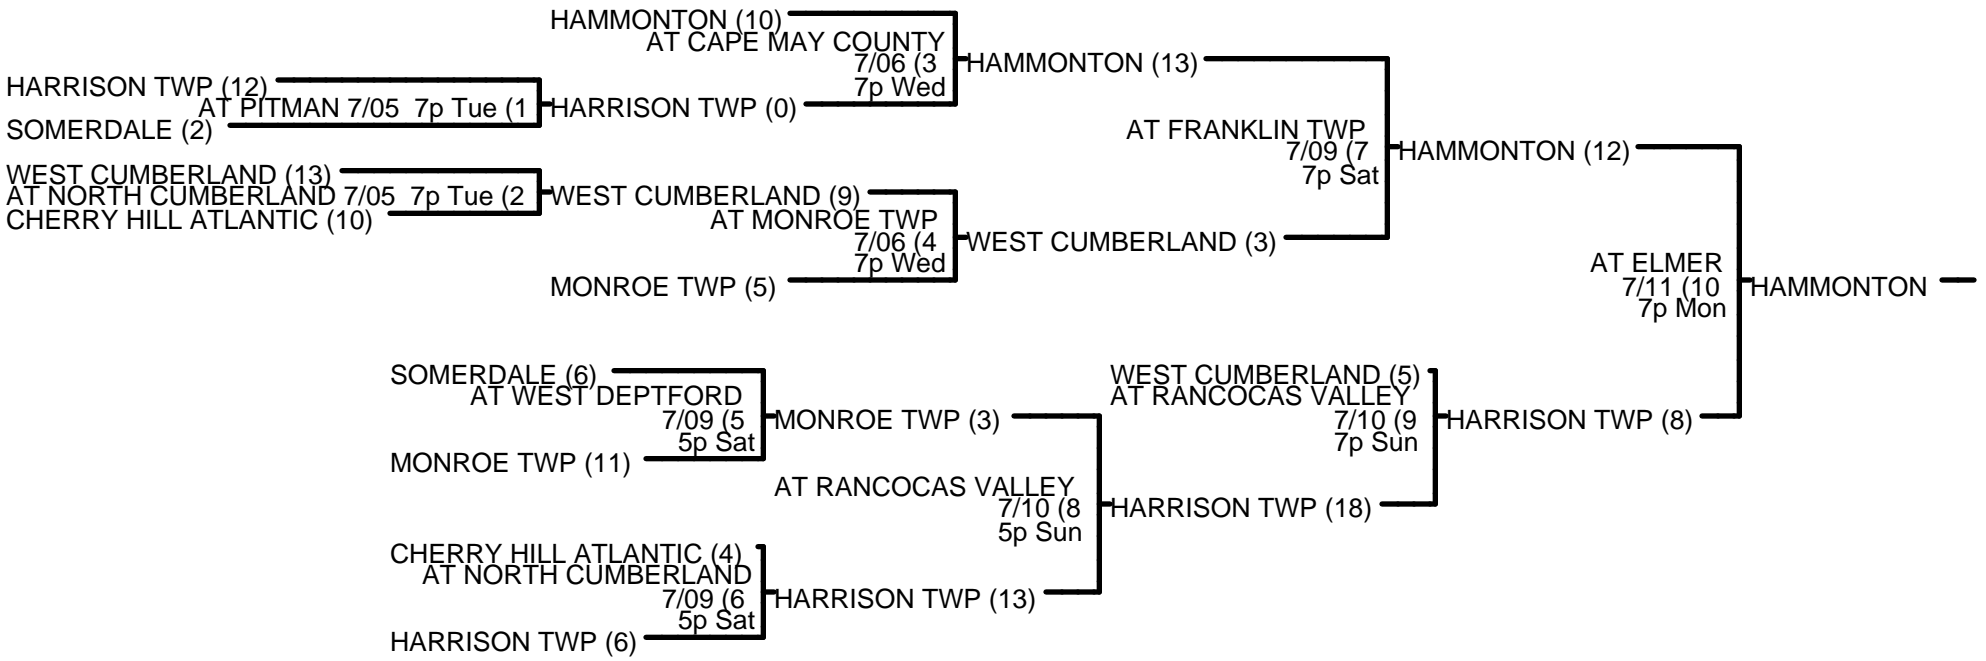 HAMMONTON (10)
AT CAPE MAY COUNTY
7/06 (3
7p Wed
HAMMONTON (13)
HARRISON TWP (12)
AT PITMAN 7/05  7p Tue (1
SOMERDALE (2)
HARRISON TWP (0)
AT FRANKLIN TWP
7/09 (7
7p Sat
HAMMONTON (12)
WEST CUMBERLAND (13)
AT NORTH CUMBERLAND 7/05  7p Tue (2
CHERRY HILL ATLANTIC (10)
WEST CUMBERLAND (9)
AT MONROE TWP
7/06 (4
7p Wed
MONROE TWP (5)
WEST CUMBERLAND (3)
AT ELMER
7/11 (10
7p Mon
HAMMONTON
SOMERDALE (6)
AT WEST DEPTFORD
7/09 (5
5p Sat
MONROE TWP (11)
MONROE TWP (3)
WEST CUMBERLAND (5)
AT RANCOCAS VALLEY
7/10 (9
7p Sun
HARRISON TWP (8)
AT RANCOCAS VALLEY
7/10 (8
5p Sun
HARRISON TWP (18)
CHERRY HILL ATLANTIC (4)
AT NORTH CUMBERLAND
7/09 (6
5p Sat
HARRISON TWP (6)
HARRISON TWP (13)